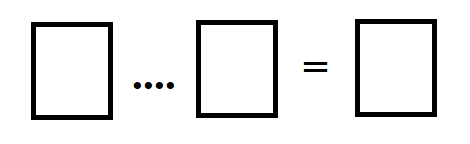 .... =